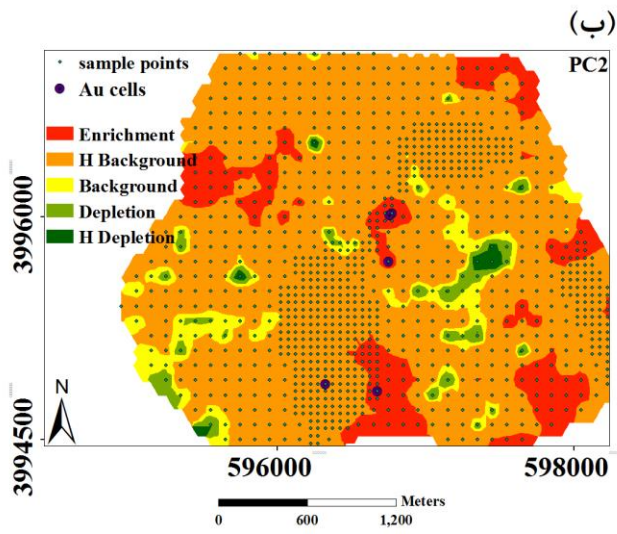 (ب)
PC2
sample points
Au cells
Enrichment
H Background
Background
Depletion
H Depletion
3996000
3994500
N
596000
598000
Meters
0
600
1,200